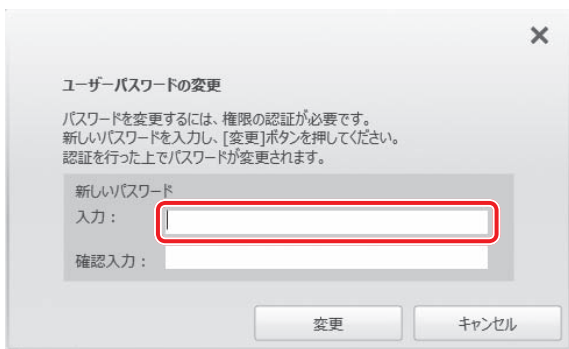 ユーザーパスワードの変更
パスワードを変更するには、権限の認証が必要です。
新しいパスワードを入力し、[変更]ボタンを押してください。
認証を行った上でパスワードが変更されます。
新しいパスワード
入力：
確認入力：
変更 キャンセル